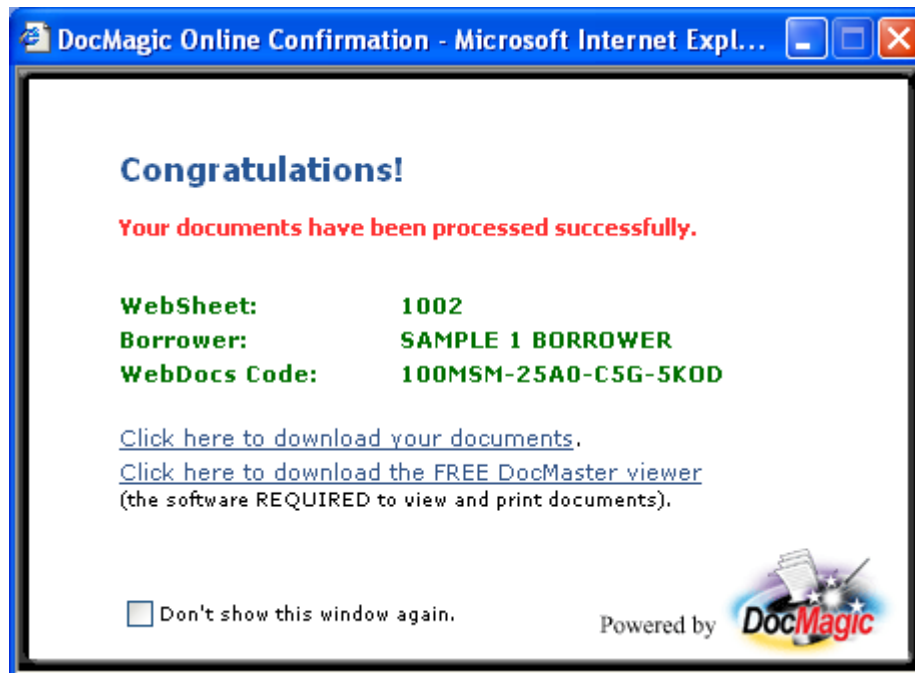 DocMagic Online Confirmation - Microsoft Internet Expl...
Congratulations!
Your documents have been processed successfully.
WebSheet: 1002
Borrower: SAMPLE 1 BORROWER
WebDocs Code: 100MSM-25A0-C5G-5KOD
Click here to download your documents.
Click here to download the FREE DocMaster viewer
(the software REQUIRED to view and print documents).
Don't show this window again.
Powered by DocMagic